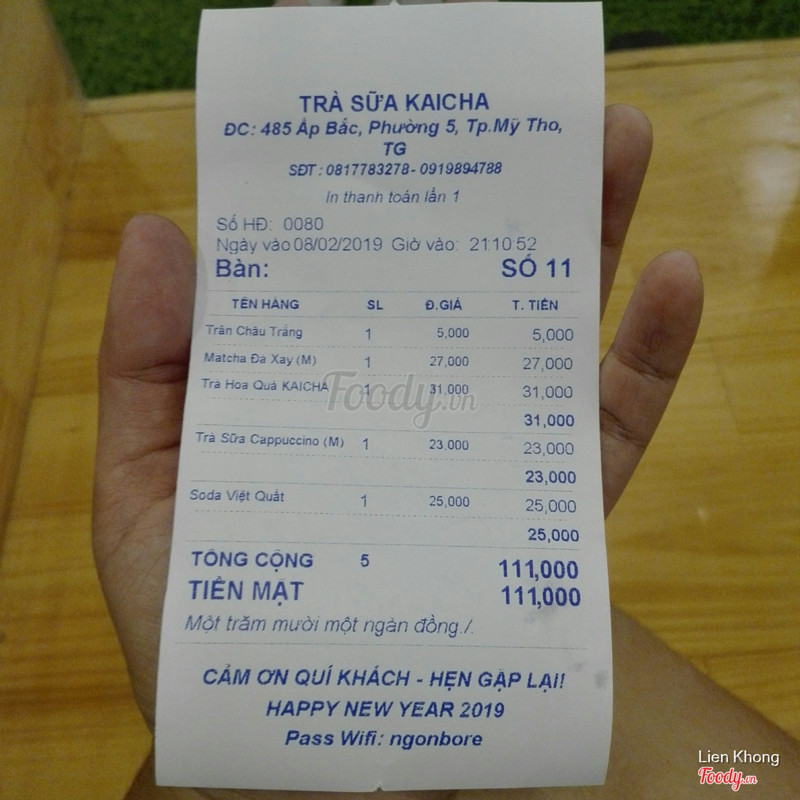 TRÀ SỮA KAICHA
ĐC: 485 Ấp Bắc, Phường 5, Tp.Mỹ Tho,
TG
SĐT : 0817783278- 0919894788
In thanh toán lần 1
Số HĐ: 0080
Ngày vào 08/02/2019 Giờ vào: 21:10:52
Bàn: SỐ 11
TÊN HÀNG SL Đ.GIÁ T. TIỀN
Trân Châu Trắng 1 5,000 5,000
Matcha Đá Xay (M) 1 27,000 27,000
Trà Hoa Quả KAICHA 1 31,000 31,000
31,000
Trà Sữa Cappuccino (M) 1 23,000 23,000
23,000
Soda Việt Quất 1 25,000 25,000
25,000
TỔNG CỘNG 5 111,000
TIỀN MẶT 111,000
Một trăm mười một ngàn đồng./.
CẢM ƠN QUÍ KHÁCH - HẸN GẶP LẠI!
HAPPY NEW YEAR 2019
Pass Wifi: ngonbore
Foody.vn
Lien Khong
Foody.vn